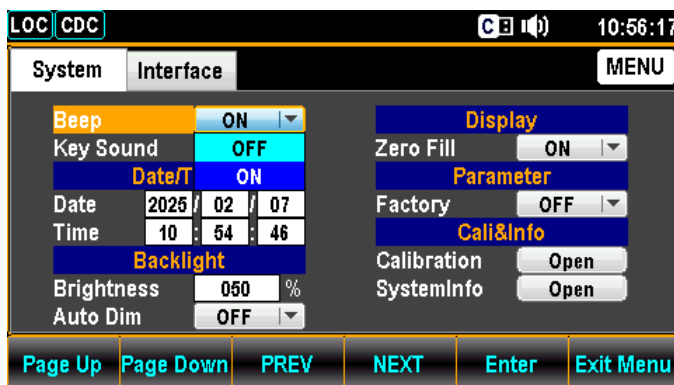 LOC CDC C 10:56:17
System Interface MENU
Beep ON
Key Sound OFF
Date/T ON
Date 2025 / 02 / 07
Time 10 : 54 : 46
Backlight
Brightness 050 %
Auto Dim OFF
Display
Zero Fill ON
Parameter
Factory OFF
Cali&Info
Calibration Open
SystemInfo Open
Page Up Page Down PREV NEXT Enter Exit Menu